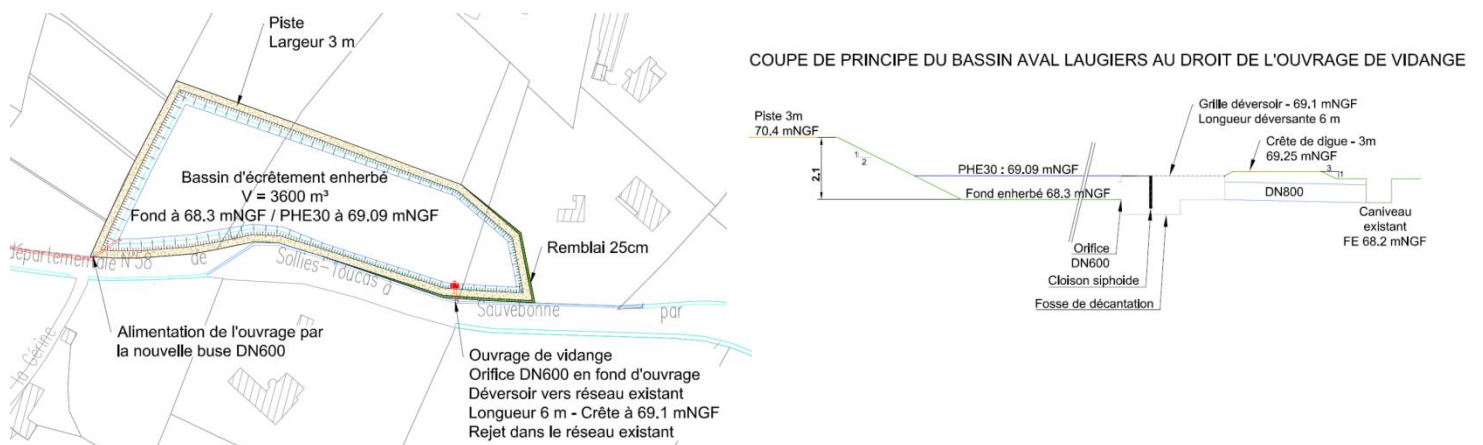 Piste
Largeur 3 m
Bassin d'écrêtement enherbé
V = 3600 m³
Fond à 68.3 mNGF / PHE30 à 69.09 mNGF
Remblai 25cm
départementale N°58 de Sollies-Toucas à Sauvebonne par
la Cérine
Alimentation de l'ouvrage par
la nouvelle buse DN600
Ouvrage de vidange
Orifice DN600 en fond d'ouvrage
Déversoir vers réseau existant
Longueur 6 m - Crête à 69.1 mNGF
Rejet dans le réseau existant
COUPE DE PRINCIPE DU BASSIN AVAL LAUGIERS AU DROIT DE L'OUVRAGE DE VIDANGE
Grille déversoir - 69.1 mNGF
Longueur déversante 6 m
Piste 3m
70.4 mNGF
Crête de digue - 3m
69.25 mNGF
1
2
3
1
2,1
PHE30 : 69.09 mNGF
Fond enherbé 68.3 mNGF
DN800
Orifice
DN600
Cloison siphoide
Fosse de décantation
Caniveau
existant
FE 68.2 mNGF